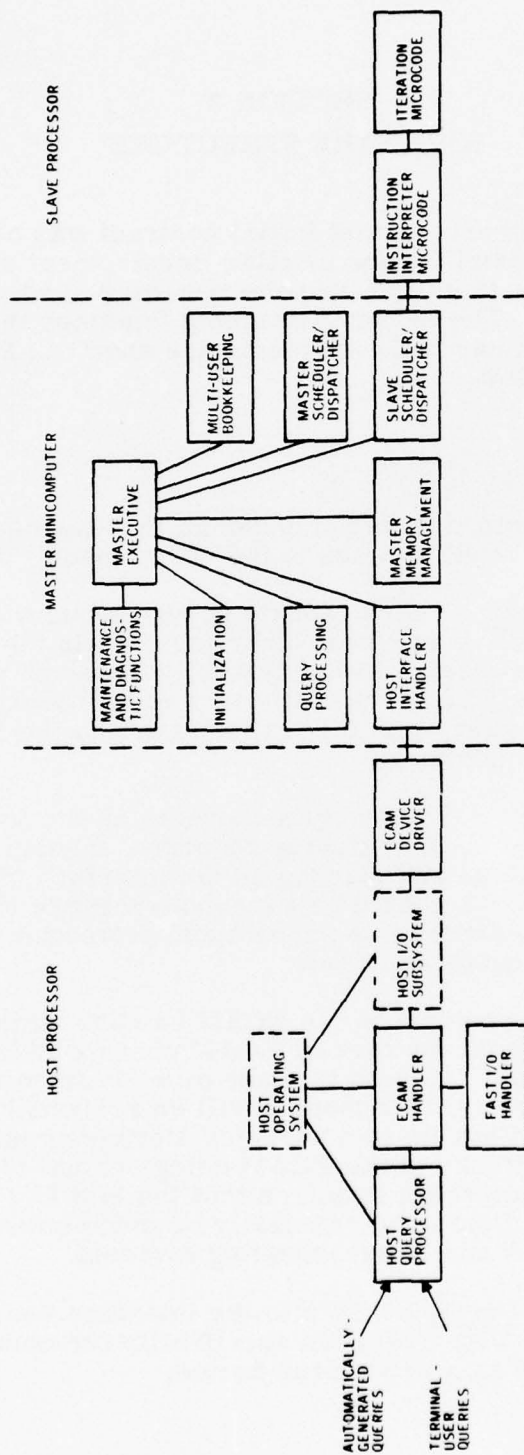 HOST PROCESSOR
MASTER MINICOMPUTER
SLAVE PROCESSOR
AUTOMATICALLY-
GENERATED
QUERIES
TERMINAL-
USER
QUERIES
HOST
QUERY
PROCESSOR
HOST
OPERATING
SYSTEM
ECAM
HANDLER
FAST I/O
HANDLER
HOST I/O
SUBSYSTEM
ECAM
DEVICE
DRIVER
MAINTENANCE
AND DIAGNOS-
TIC FUNCTIONS
INITIALIZATION
QUERY
PROCESSING
HOST
INTERFACE
HANDLER
MASTER
EXECUTIVE
MASTER
MEMORY
MANAGEMENT
MULTI-USER
BOOKKEEPING
MASTER
SCHEDULER/
DISPATCHER
SLAVE
SCHEDULER/
DISPATCHER
INSTRUCTION
INTERPRETER
MICROCODE
ITERATION
MICROCODE